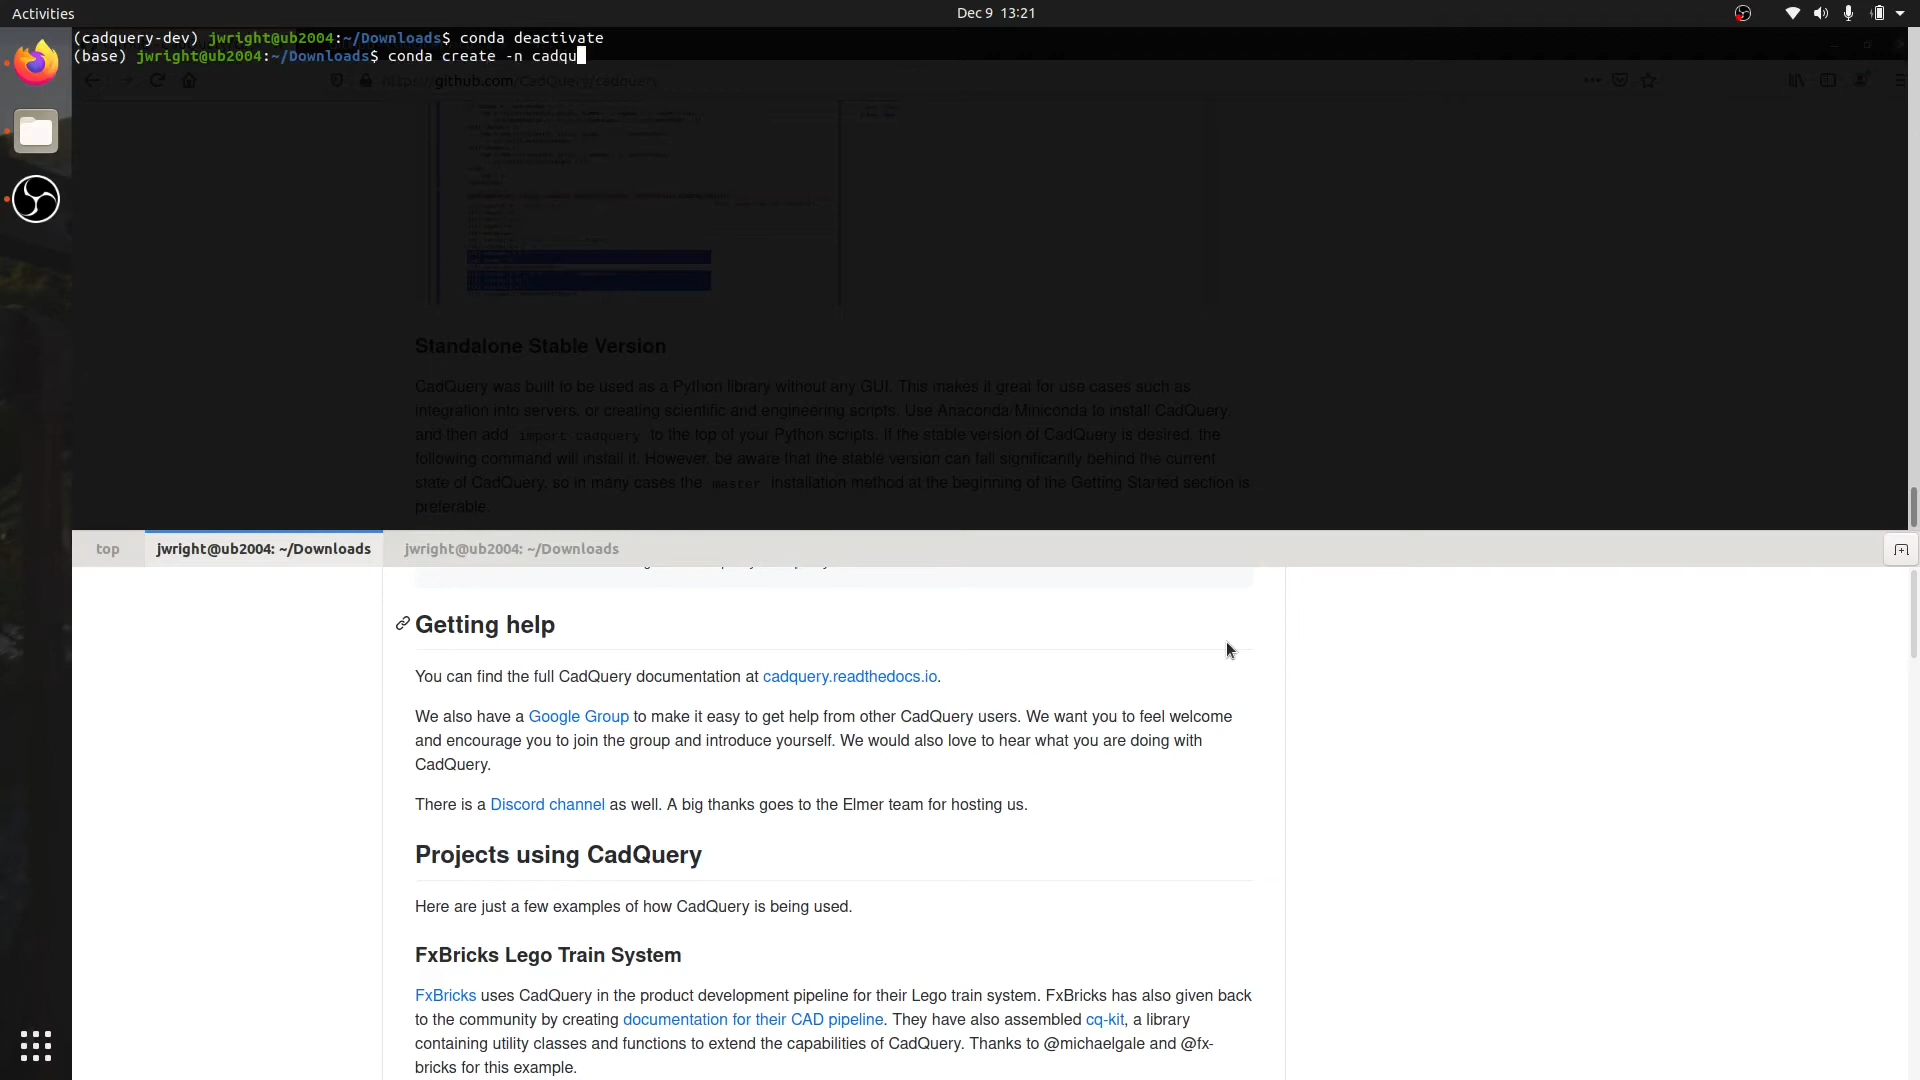 Activities
Dec 9 13:21
(cadquery-dev) jwright@ub2004:~/Downloads$ conda deactivate
(base) jwright@ub2004:~/Downloads$ conda create -n cadqu
https://github.com/CadQuery/cadquery
Standalone Stable Version
CadQuery was built to be used as a Python library without any GUI. This makes it great for use cases such as
integration into servers, or creating scientific and engineering scripts. Use Anaconda/Miniconda to install CadQuery,
and then add import cadquery to the top of your Python scripts. If the stable version of CadQuery is desired, the
following command will install it. However, be aware that the stable version can fall significantly behind the current
state of CadQuery, so in many cases the master installation method at the beginning of the Getting Started section is
preferable.
top
jwright@ub2004: ~/Downloads
jwright@ub2004: ~/Downloads
Getting help
You can find the full CadQuery documentation at cadquery.readthedocs.io.
We also have a Google Group to make it easy to get help from other CadQuery users. We want you to feel welcome
and encourage you to join the group and introduce yourself. We would also love to hear what you are doing with
CadQuery.
There is a Discord channel as well. A big thanks goes to the Elmer team for hosting us.
Projects using CadQuery
Here are just a few examples of how CadQuery is being used.
FxBricks Lego Train System
FxBricks uses CadQuery in the product development pipeline for their Lego train system. FxBricks has also given back
to the community by creating documentation for their CAD pipeline. They have also assembled cq-kit, a library
containing utility classes and functions to extend the capabilities of CadQuery. Thanks to @michaelgale and @fx-
bricks for this example.